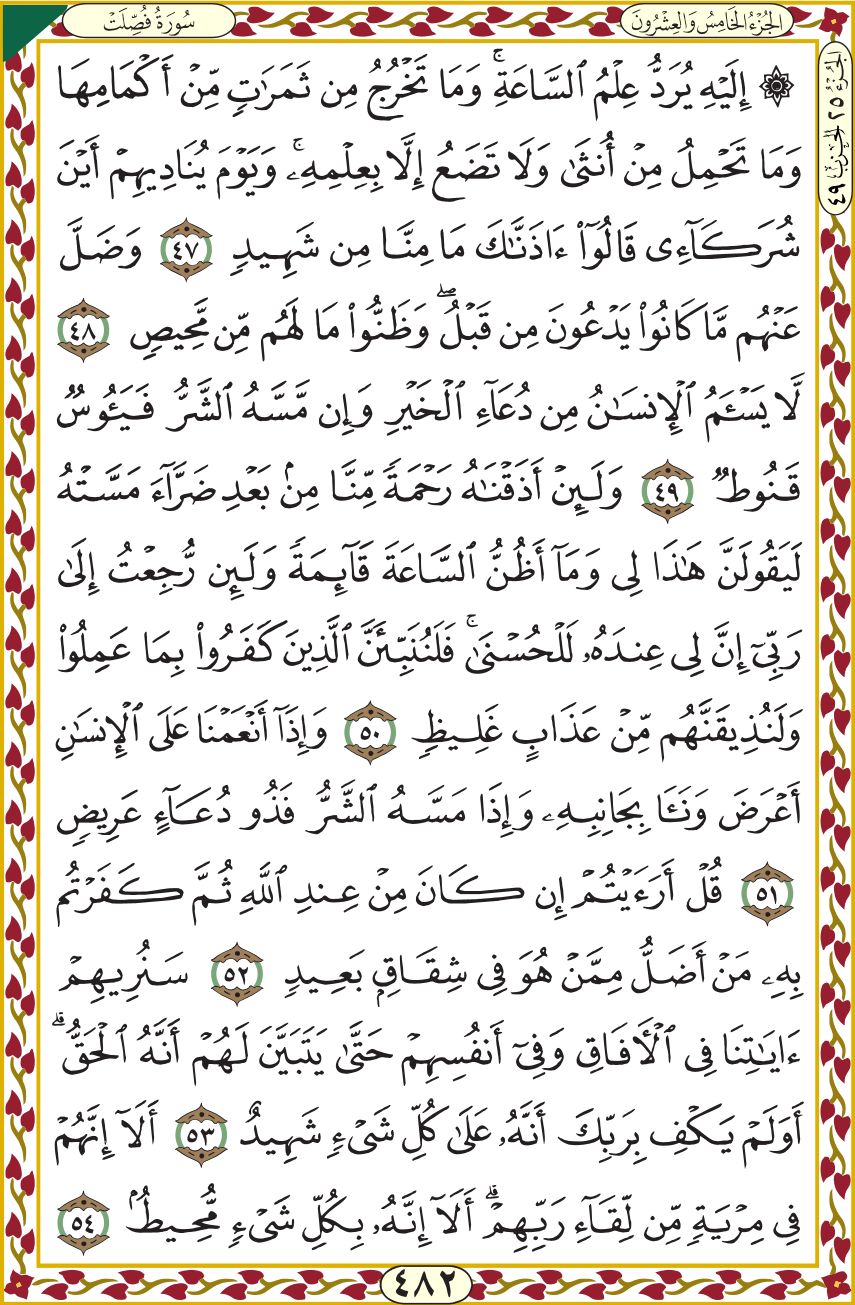 الجُزْءُ الخَامِسُ وَالعِشْرُونَ
سُورَةُ فُصِّلَتْ
الجُزْءُ ٢٥ الحِزْبُ ٤٩
۞ إِلَيْهِ يُرَدُّ عِلْمُ ٱلسَّاعَةِۚ وَمَا تَخْرُجُ مِن ثَمَرَٰتٍ مِّنْ أَكْمَامِهَا
وَمَا تَحْمِلُ مِنْ أُنثَىٰ وَلَا تَضَعُ إِلَّا بِعِلْمِهِۦۚ وَيَوْمَ يُنَادِيهِمْ أَيْنَ
شُرَكَآءِى قَالُوٓا۟ ءَاذَنَّٰكَ مَا مِنَّا مِن شَهِيدٍ ٤٧ وَضَلَّ
عَنْهُم مَّا كَانُوا۟ يَدْعُونَ مِن قَبْلُۖ وَظَنُّوا۟ مَا لَهُم مِّن مَّحِيصٍ ٤٨
لَّا يَسْـَٔمُ ٱلْإِنسَٰنُ مِن دُعَآءِ ٱلْخَيْرِ وَإِن مَّسَّهُ ٱلشَّرُّ فَيَـُٔوسٌ
قَنُوطٌ ٤٩ وَلَئِنْ أَذَقْنَٰهُ رَحْمَةً مِّنَّا مِنۢ بَعْدِ ضَرَّآءَ مَسَّتْهُ
لَيَقُولَنَّ هَٰذَا لِى وَمَآ أَظُنُّ ٱلسَّاعَةَ قَآئِمَةً وَلَئِن رُّجِعْتُ إِلَىٰ
رَبِّىٓ إِنَّ لِى عِندَهُۥ لَلْحُسْنَىٰۚ فَلَنُنَبِّئَنَّ ٱلَّذِينَ كَفَرُوا۟ بِمَا عَمِلُوا۟
وَلَنُذِيقَنَّهُم مِّنْ عَذَابٍ غَلِيظٍ ٥٠ وَإِذَآ أَنْعَمْنَا عَلَى ٱلْإِنسَٰنِ
أَعْرَضَ وَنَـَٔا بِجَانِبِهِۦ وَإِذَا مَسَّهُ ٱلشَّرُّ فَذُو دُعَآءٍ عَرِيضٍ
٥١ قُلْ أَرَءَيْتُمْ إِن كَانَ مِنْ عِندِ ٱللَّهِ ثُمَّ كَفَرْتُم
بِهِۦ مَنْ أَضَلُّ مِمَّنْ هُوَ فِى شِقَاقٍۭ بَعِيدٍ ٥٢ سَنُرِيهِمْ
ءَايَٰتِنَا فِى ٱلْـَٔافَاقِ وَفِىٓ أَنفُسِهِمْ حَتَّىٰ يَتَبَيَّنَ لَهُمْ أَنَّهُ ٱلْحَقُّۗ
أَوَلَمْ يَكْفِ بِرَبِّكَ أَنَّهُۥ عَلَىٰ كُلِّ شَىْءٍ شَهِيدٌ ٥٣ أَلَآ إِنَّهُمْ
فِى مِرْيَةٍ مِّن لِّقَآءِ رَبِّهِمْۗ أَلَآ إِنَّهُۥ بِكُلِّ شَىْءٍ مُّحِيطٌۢ ٥٤
٤٨٢